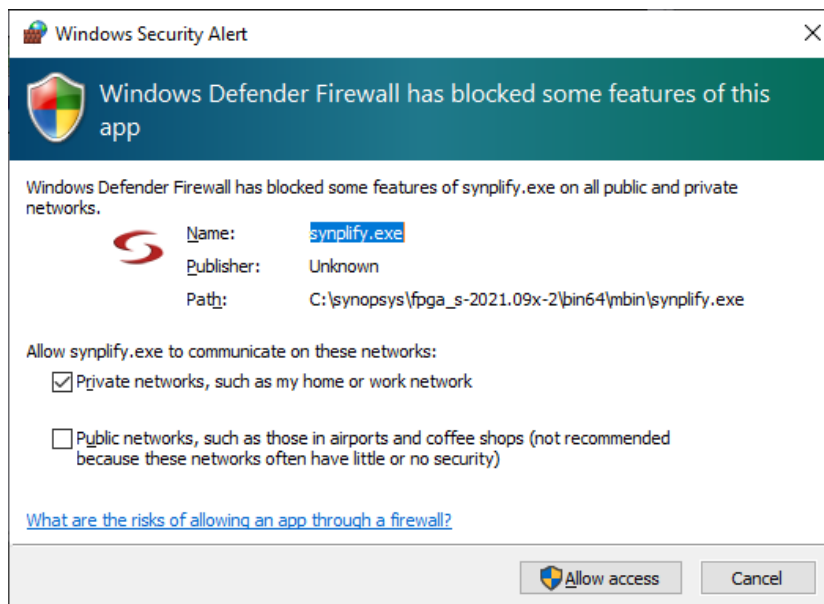 Windows Security Alert
Windows Defender Firewall has blocked some features of this
app
Windows Defender Firewall has blocked some features of synplify.exe on all public and private
networks.
Name: synplify.exe
Publisher: Unknown
Path: C:\synopsys\fpga_s-2021.09x-2\bin64\mbin\synplify.exe
Allow synplify.exe to communicate on these networks:
Private networks, such as my home or work network
Public networks, such as those in airports and coffee shops (not recommended
because these networks often have little or no security)
What are the risks of allowing an app through a firewall?
Allow access Cancel